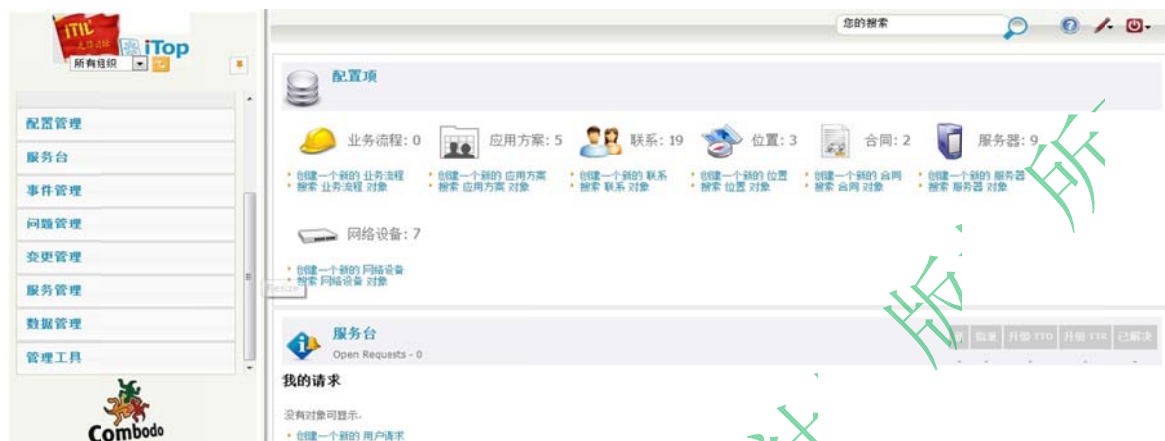 ITIL
iTop
您的搜索
所有组织
配置管理
服务台
事件管理
问题管理
变更管理
服务管理
数据管理
管理工具
Combodo
配置项
业务流程: 0
应用方案: 5
联系: 19
位置: 3
合同: 2
服务器: 9
创建一个新的 业务流程
搜索 业务流程 对象
创建一个新的 应用方案
搜索 应用方案 对象
创建一个新的 联系
搜索 联系 对象
创建一个新的 位置
搜索 位置 对象
创建一个新的 合同
搜索 合同 对象
创建一个新的 服务器
搜索 服务器 对象
网络设备: 7
创建一个新的 网络设备
搜索 网络设备 对象
Resize
服务台
Open Requests - 0
升级 TTO
升级 TTR
已解决
我的请求
没有对象可显示.
创建一个新的 用户请求
版
所